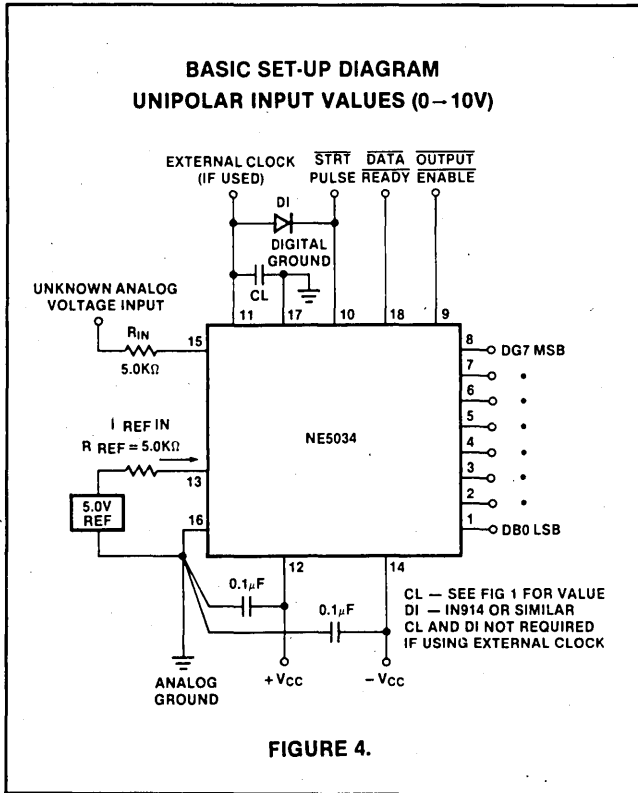 BASIC SET-UP DIAGRAM
UNIPOLAR INPUT VALUES (0→10V)
EXTERNAL CLOCK
(IF USED)
STRT
PULSE
DATA
READY
OUTPUT
ENABLE
DI
DIGITAL
GROUND
CL
UNKNOWN ANALOG
VOLTAGE INPUT
RIN
5.0KΩ
15
11
17
10
18
9
8
DG7 MSB
7
6
5
4
3
2
1
DB0 LSB
NE5034
I REF IN
R REF = 5.0KΩ
13
5.0V
REF
16
12
14
0.1μF
0.1μF
CL — SEE FIG 1 FOR VALUE
DI — IN914 OR SIMILAR
CL AND DI NOT REQUIRED
IF USING EXTERNAL CLOCK
ANALOG
GROUND
+VCC
−VCC
FIGURE 4.